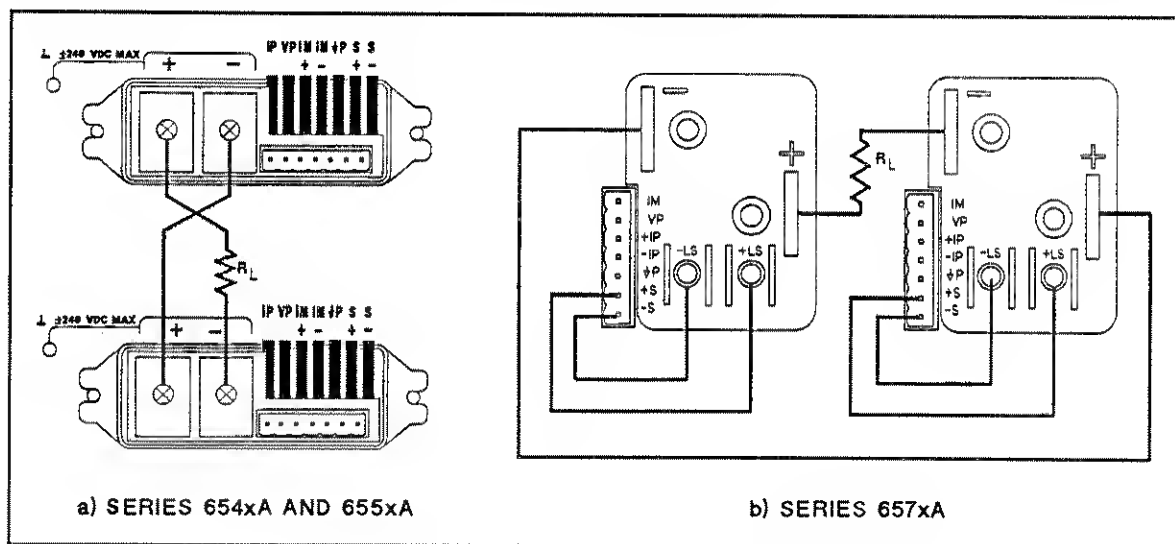 ⊥ ±240 VDC MAX + − IP VP IM IM ⏚P S S
+ − + −
R L
⊥ ±240 VDC MAX + − IP VP IM IM ⏚P S S
+ − + −
a) SERIES 654xA AND 655xA
−
+
IM
VP
+IP
-IP
⏚P
+S
-S
-LS +LS
R L
−
+
IM
VP
+IP
-IP
⏚P
+S
-S
-LS +LS
b) SERIES 657xA